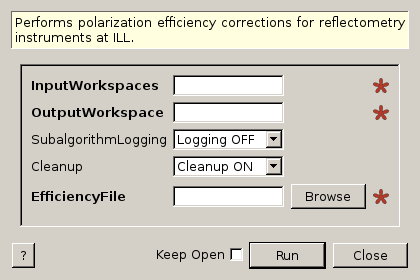 Performs polarization efficiency corrections for reflectometry
instruments at ILL.
InputWorkspaces
OutputWorkspace
SubalgorithmLogging Logging OFF
Cleanup Cleanup ON
EfficiencyFile Browse
? Keep Open Run Close